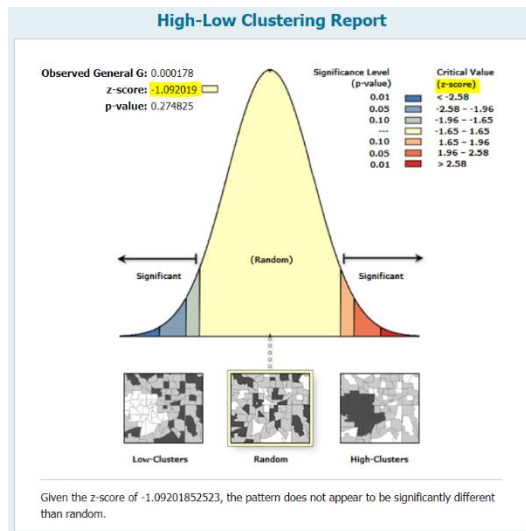 High-Low Clustering Report
Observed General G: 0.000178
z-score: -1.092019
p-value: 0.274825
Significance Level
(p-value)
Critical Value
(z-score)
0.01 < -2.58
0.05 -2.58 – -1.96
0.10 -1.96 – -1.65
--- -1.65 – 1.65
0.10 1.65 – 1.96
0.05 1.96 – 2.58
0.01 > 2.58
Significant
(Random)
Significant
Low-Clusters
Random
High-Clusters
Given the z-score of -1.09201852523, the pattern does not appear to be significantly different
than random.